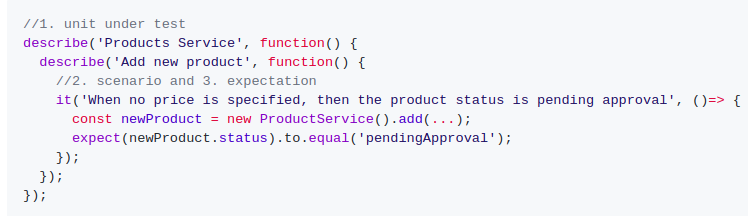 //1. unit under test
describe('Products Service', function() {
  describe('Add new product', function() {
    //2. scenario and 3. expectation
    it('When no price is specified, then the product status is pending approval', ()=> {
      const newProduct = new ProductService().add(...);
      expect(newProduct.status).to.equal('pendingApproval');
    });
  });
});